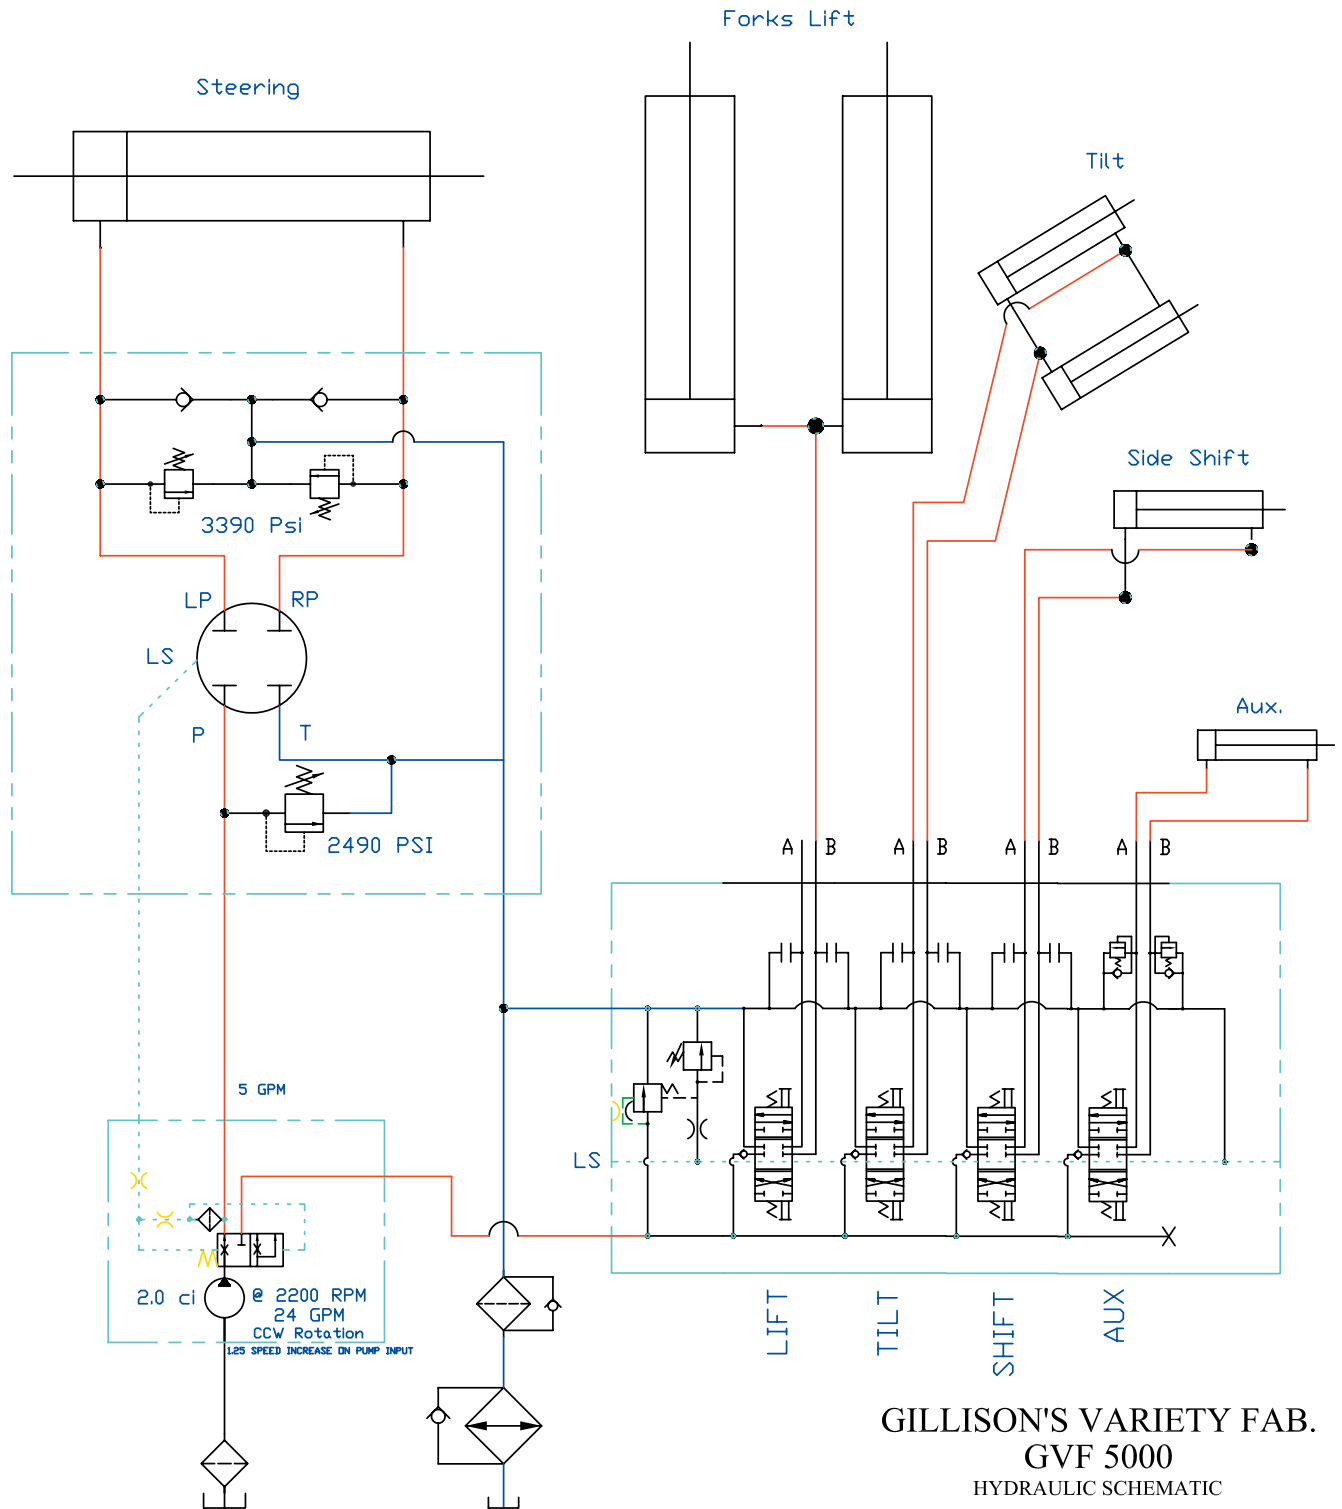 Forks Lift
Steering
Tilt
Side Shift
3390 Psi
LP
RP
LS
P
T
Aux.
2490 PSI
A B A B A B A B
5 GPM
LS
2.0 ci
@ 2200 RPM
24 GPM
CCW Rotation
1.25 SPEED INCREASE ON PUMP INPUT
LIFT
TILT
SHIFT
AUX
GILLISON'S VARIETY FAB.
GVF 5000
HYDRAULIC SCHEMATIC